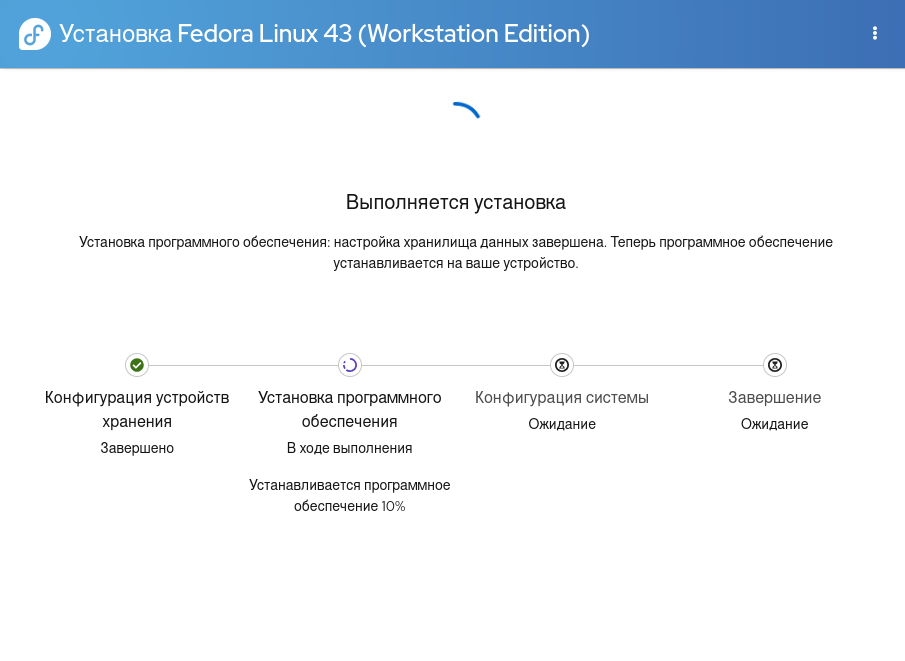 Установка Fedora Linux 43 (Workstation Edition)
Выполняется установка
Установка программного обеспечения: настройка хранилища данных завершена. Теперь программное обеспечение
устанавливается на ваше устройство.
Конфигурация устройств
хранения
Завершено
Установка программного
обеспечения
В ходе выполнения
Устанавливается программное
обеспечение 10%
Конфигурация системы
Ожидание
Завершение
Ожидание